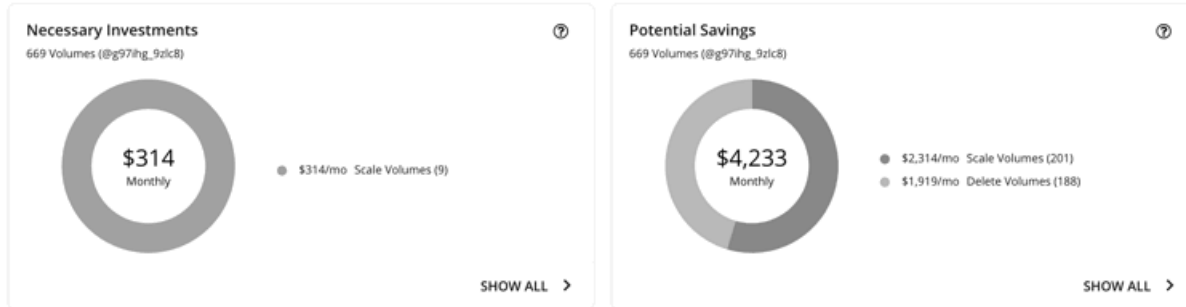 Necessary Investments
669 Volumes (@g97ihg_9zlc8)
$314
Monthly
$314/mo Scale Volumes (9)
SHOW ALL >
Potential Savings
669 Volumes (@g97ihg_9zlc8)
$4,233
Monthly
$2,314/mo Scale Volumes (201)
$1,919/mo Delete Volumes (188)
SHOW ALL >